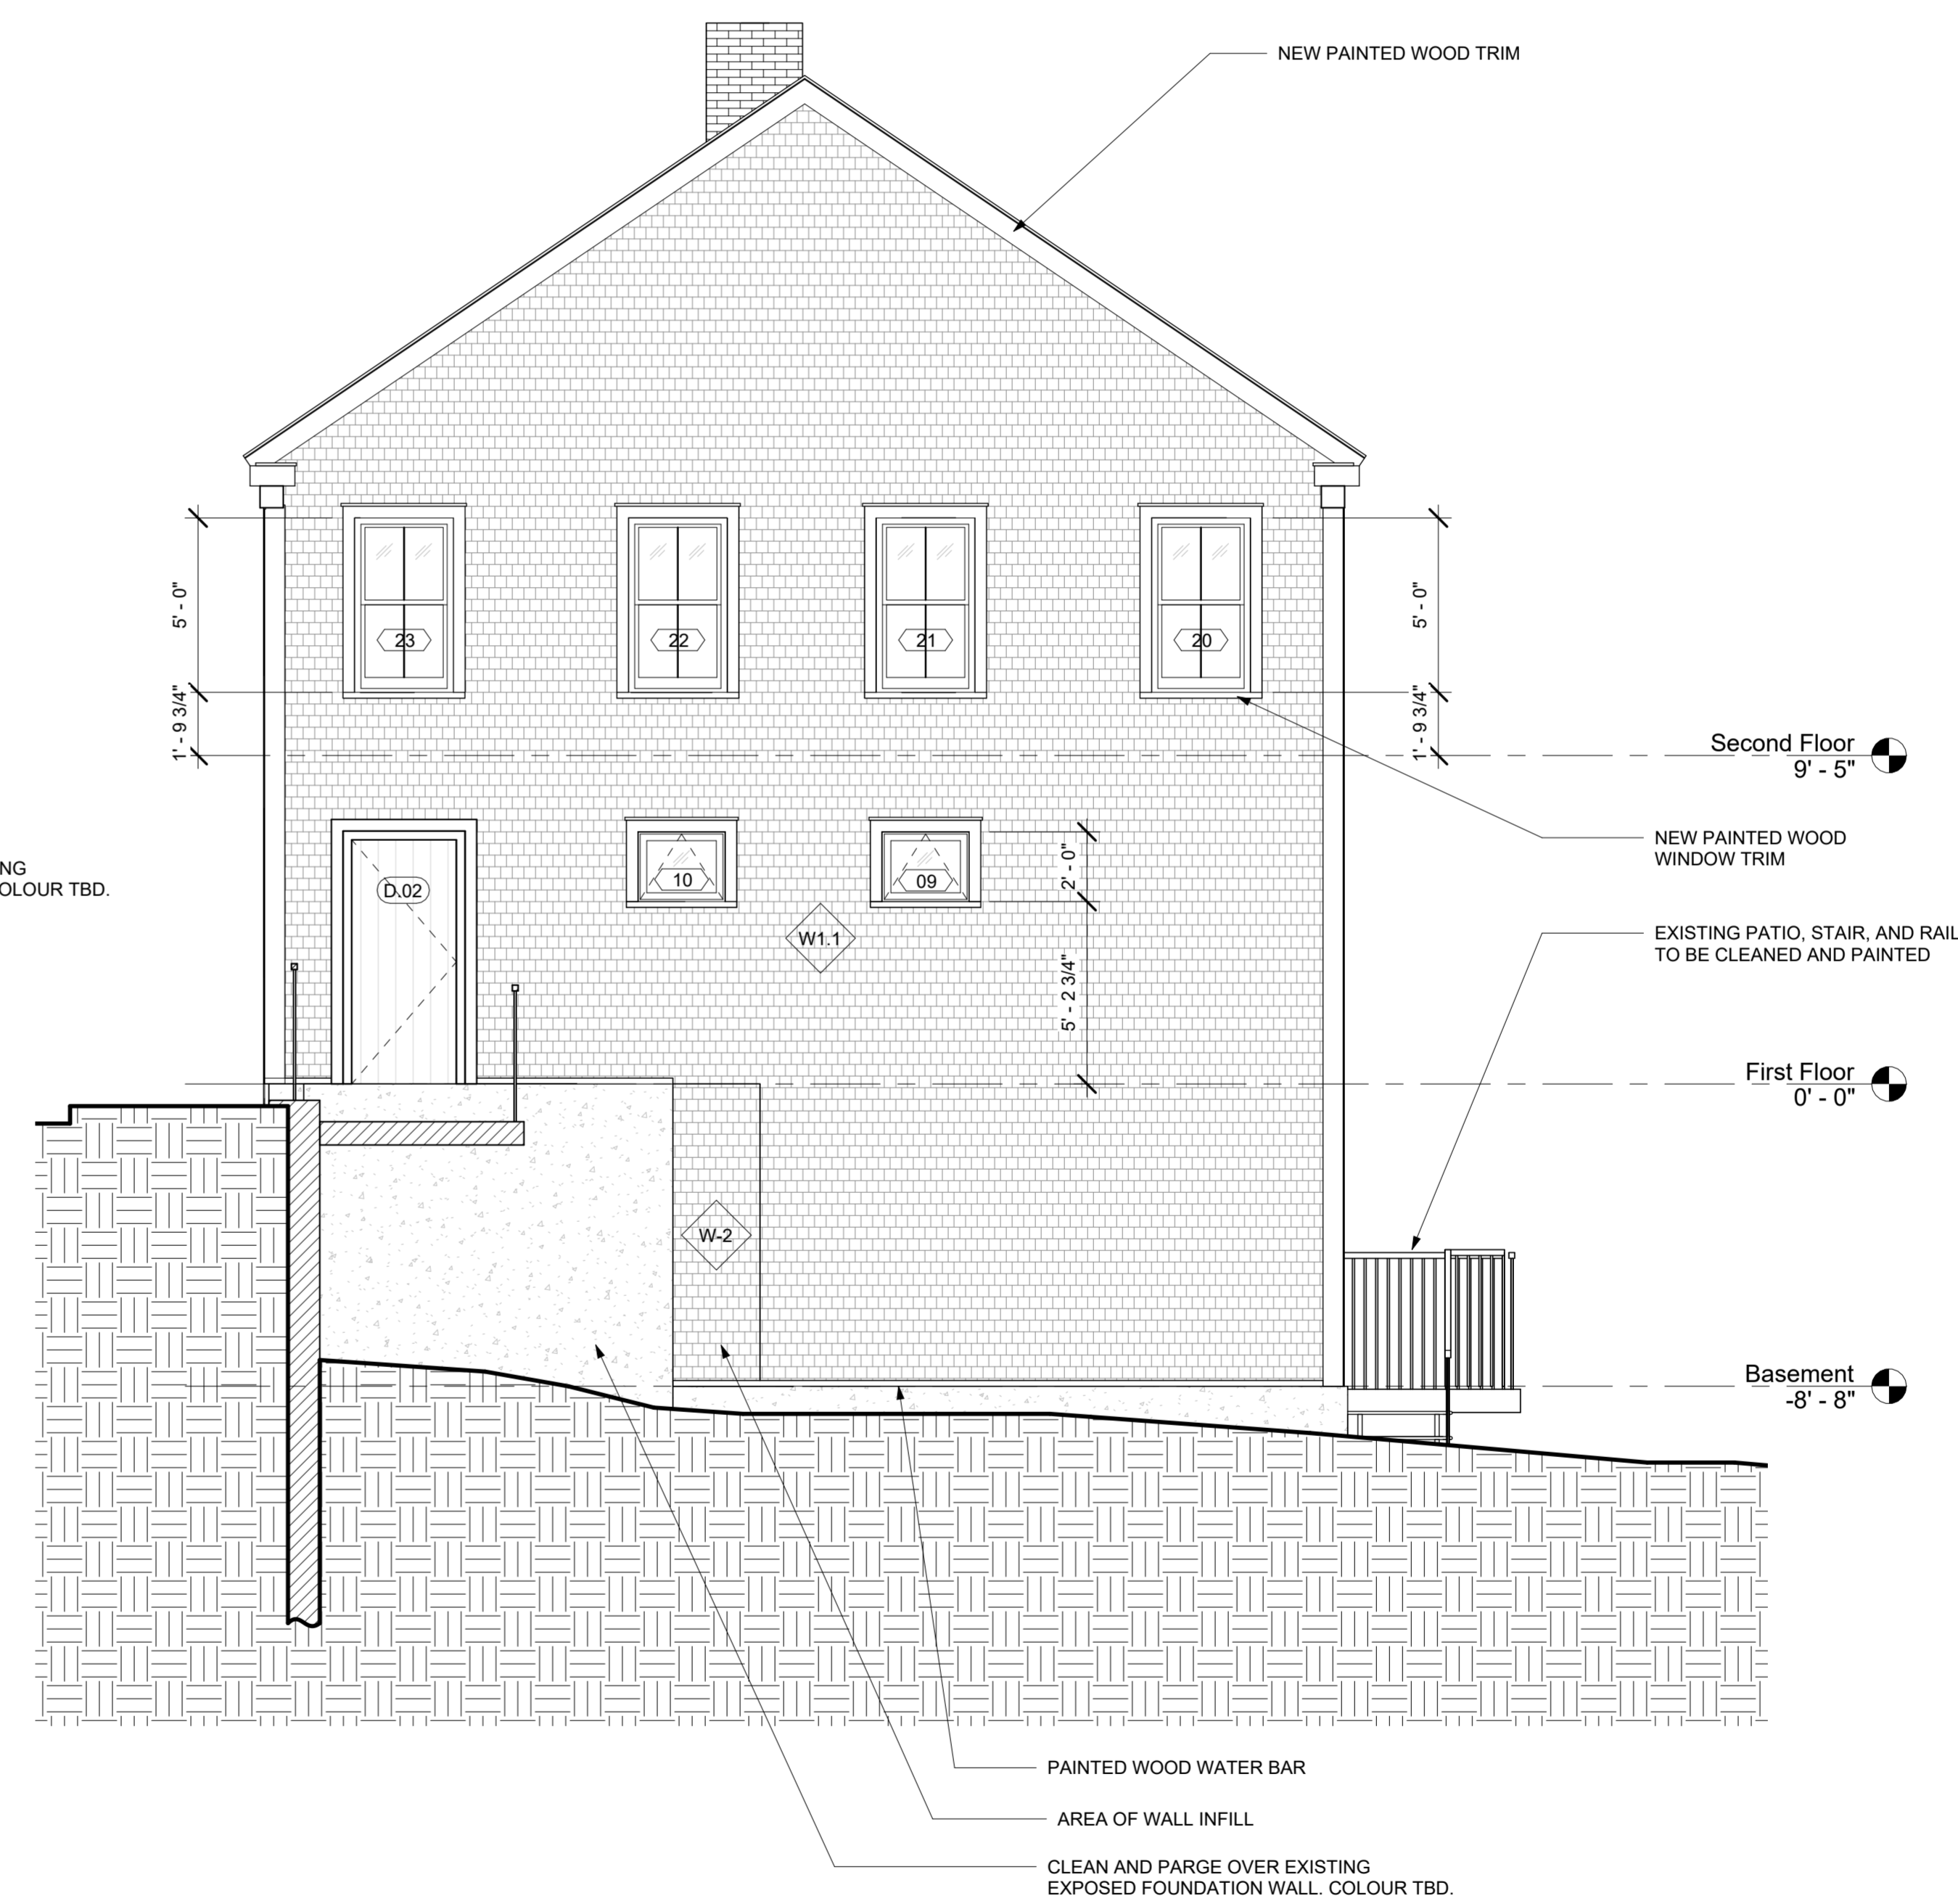 NEW PAINTED WOOD TRIM
5' - 0"
5' - 0"
23
22
21
20
1' - 9 3/4"
1' - 9 3/4"
Second Floor
9' - 5"
NEW PAINTED WOOD
WINDOW TRIM
NG
OLOUR TBD.
D.02
10
09
2' - 0"
W1.1
EXISTING PATIO, STAIR, AND RAIL
TO BE CLEANED AND PAINTED
5' - 2 3/4"
First Floor
0' - 0"
W-2
Basement
-8' - 8"
PAINTED WOOD WATER BAR
AREA OF WALL INFILL
CLEAN AND PARGE OVER EXISTING
EXPOSED FOUNDATION WALL. COLOUR TBD.